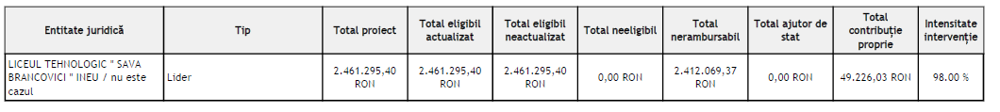 Entitate juridică	Tip	Total proiect	Total eligibil actualizat	Total eligibil neactualizat	Total neeligibil	Total nerambursabil	Total ajutor de stat	Total contribuție proprie	Intensitate intervenție
LICEUL TEHNOLOGIC " SAVA BRANCOVICI " INEU / nu este cazul	Lider	2.461.295,40 RON	2.461.295,40 RON	2.461.295,40 RON	0,00 RON	2.412.069,37 RON	0,00 RON	49.226,03 RON	98.00 %